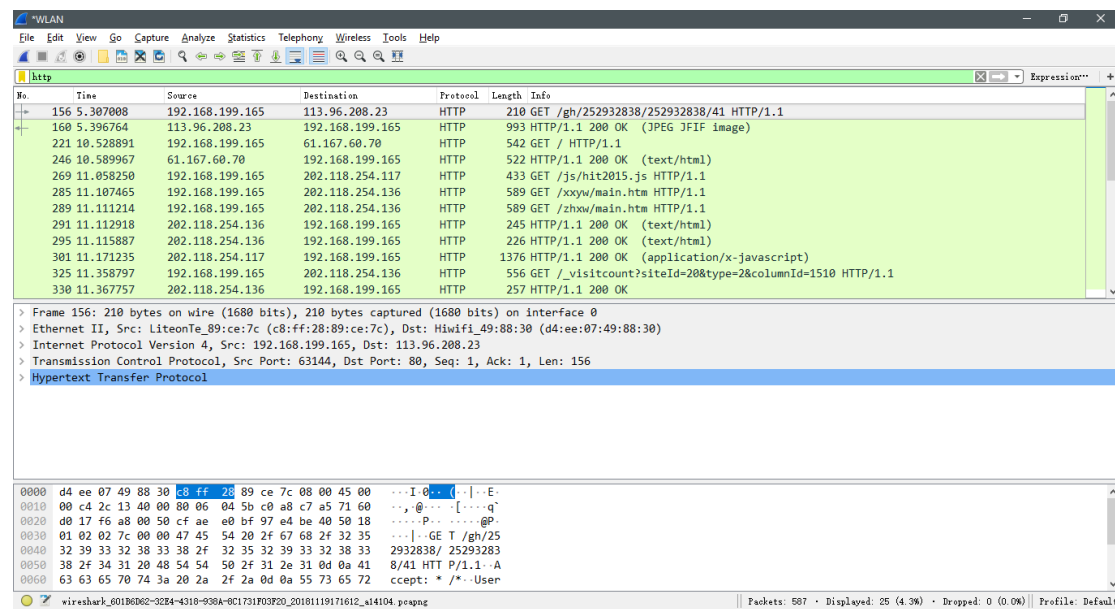 *WLAN
File Edit View Go Capture Analyze Statistics Telephony Wireless Tools Help
http Expression… +
No. Time Source Destination Protocol Length Info
156 5.307008 192.168.199.165 113.96.208.23 HTTP 210 GET /gh/252932838/252932838/41 HTTP/1.1
160 5.396764 113.96.208.23 192.168.199.165 HTTP 993 HTTP/1.1 200 OK (JPEG JFIF image)
221 10.528891 192.168.199.165 61.167.60.70 HTTP 542 GET / HTTP/1.1
246 10.589967 61.167.60.70 192.168.199.165 HTTP 522 HTTP/1.1 200 OK (text/html)
269 11.058250 192.168.199.165 202.118.254.117 HTTP 433 GET /js/hit2015.js HTTP/1.1
285 11.107465 192.168.199.165 202.118.254.136 HTTP 589 GET /xxyw/main.htm HTTP/1.1
289 11.111214 192.168.199.165 202.118.254.136 HTTP 589 GET /zhxw/main.htm HTTP/1.1
291 11.112918 202.118.254.136 192.168.199.165 HTTP 245 HTTP/1.1 200 OK (text/html)
295 11.115887 202.118.254.136 192.168.199.165 HTTP 226 HTTP/1.1 200 OK (text/html)
301 11.171235 202.118.254.117 192.168.199.165 HTTP 1376 HTTP/1.1 200 OK (application/x-javascript)
325 11.358797 192.168.199.165 202.118.254.136 HTTP 556 GET /_visitcount?siteId=20&type=2&columnId=1510 HTTP/1.1
330 11.367757 202.118.254.136 192.168.199.165 HTTP 257 HTTP/1.1 200 OK
> Frame 156: 210 bytes on wire (1680 bits), 210 bytes captured (1680 bits) on interface 0
> Ethernet II, Src: LiteonTe_89:ce:7c (c8:ff:28:89:ce:7c), Dst: Hiwifi_49:88:30 (d4:ee:07:49:88:30)
> Internet Protocol Version 4, Src: 192.168.199.165, Dst: 113.96.208.23
> Transmission Control Protocol, Src Port: 63144, Dst Port: 80, Seq: 1, Ack: 1, Len: 156
> Hypertext Transfer Protocol
0000 d4 ee 07 49 88 30 c8 ff 28 89 ce 7c 08 00 45 00 ···I·0·· (··|··E·
0010 00 c4 2c 13 40 00 80 06 04 5b c0 a8 c7 a5 71 60 ··,·@··· ·[····q`
0020 d0 17 f6 a8 00 50 cf ae e0 bf 97 e4 be 40 50 18 ·····P·· ·····@P·
0030 01 02 02 7c 00 00 47 45 54 20 2f 67 68 2f 32 35 ···|··GE T /gh/25
0040 32 39 33 32 38 33 38 2f 32 35 32 39 33 32 38 33 2932838/ 25293283
0050 38 2f 34 31 20 48 54 54 50 2f 31 2e 31 0d 0a 41 8/41 HTT P/1.1··A
0060 63 63 65 70 74 3a 20 2a 2f 2a 0d 0a 55 73 65 72 ccept: * /*··User
wireshark_601B6D62-32E4-4318-938A-8C1731F03F20_20181119171612_a14104.pcapng Packets: 587 · Displayed: 25 (4.3%) · Dropped: 0 (0.0%) Profile: Defaul